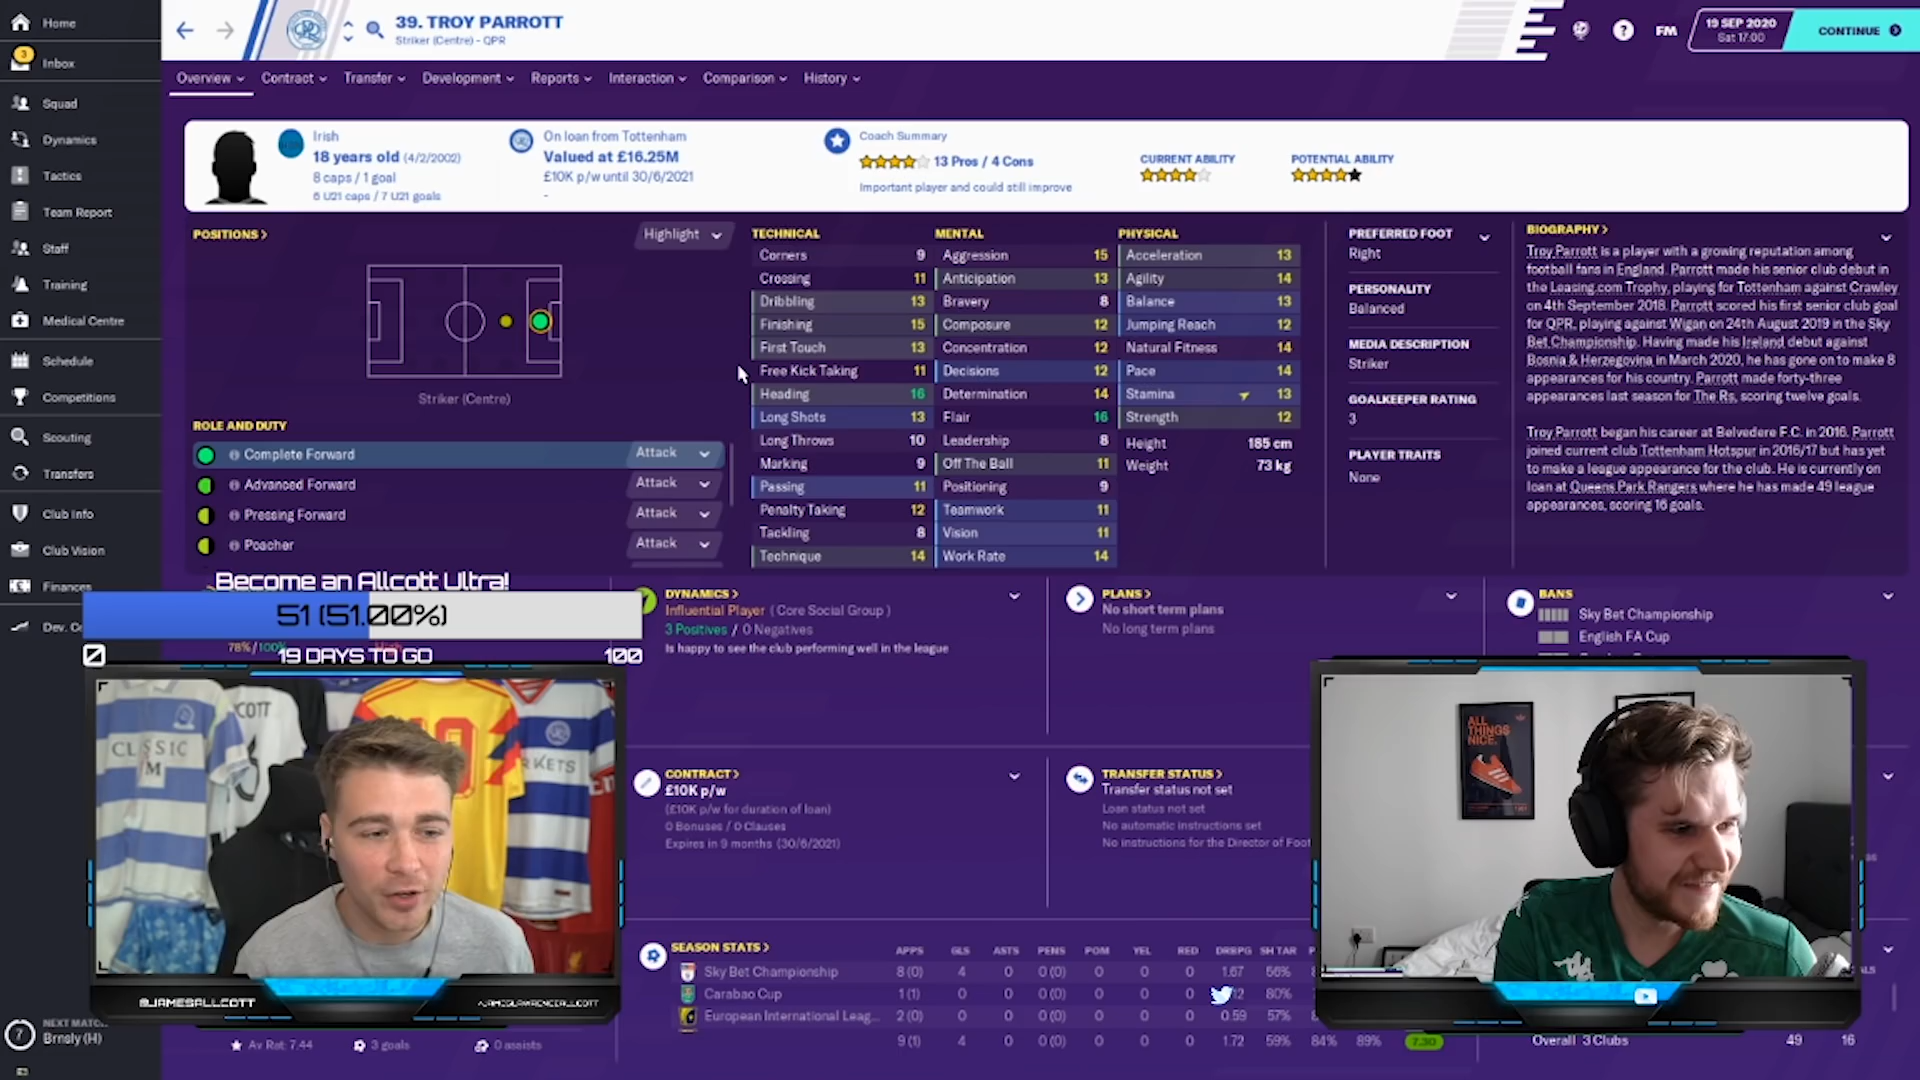 Home
3
Inbox
Squad
Dynamics
Tactics
Team Report
Staff
Training
Medical Centre
Schedule
Competitions
Scouting
Transfers
Club Info
Club Vision
Finances
39. TROY PARROTT
Striker (Centre) - QPR
FM
19 SEP 2020
Sat 17:00
CONTINUE
Overview
Contract
Transfer
Development
Reports
Interaction
Comparison
History
Irish
18 years old (4/2/2002)
8 caps / 1 goal
6 U21 caps / 7 U21 goals
On loan from Tottenham
Valued at £16.25M
£10K p/w until 30/6/2021
-
Coach Summary
13 Pros / 4 Cons
Important player and could still improve
CURRENT ABILITY
POTENTIAL ABILITY
POSITIONS >
Highlight
Striker (Centre)
ROLE AND DUTY
Complete Forward Attack
Advanced Forward Attack
Pressing Forward Attack
Poacher Attack
TECHNICAL
Corners 9
Crossing 11
Dribbling 13
Finishing 15
First Touch 13
Free Kick Taking 11
Heading 16
Long Shots 13
Long Throws 10
Marking 9
Passing 11
Penalty Taking 12
Tackling 8
Technique 14
MENTAL
Aggression 15
Anticipation 13
Bravery 8
Composure 12
Concentration 12
Decisions 12
Determination 14
Flair 16
Leadership 8
Off The Ball 11
Positioning 9
Teamwork 11
Vision 11
Work Rate 14
PHYSICAL
Acceleration 13
Agility 14
Balance 13
Jumping Reach 12
Natural Fitness 14
Pace 14
Stamina 13
Strength 12
Height 185 cm
Weight 73 kg
PREFERRED FOOT
Right
PERSONALITY
Balanced
MEDIA DESCRIPTION
Striker
GOALKEEPER RATING
3
PLAYER TRAITS
None
BIOGRAPHY >
Troy Parrott is a player with a growing reputation among
football fans in England. Parrott made his senior club debut in
the Leasing.com Trophy, playing for Tottenham against Crawley
on 4th September 2018. Parrott scored his first senior club goal
for QPR, playing against Wigan on 24th August 2019 in the Sky
Bet Championship. Having made his Ireland debut against
Bosnia & Herzegovina in March 2020, he has gone on to make 8
appearances for his country. Parrott made forty-three
appearances last season for The Rs, scoring twelve goals.
Troy Parrott began his career at Belvedere F.C. in 2016. Parrott
joined current club Tottenham Hotspur in 2016/17 but has yet
to make a league appearance for the club. He is currently on
loan at Queens Park Rangers where he has made 49 league
appearances, scoring 16 goals.
Become an Allcott Ultra!
51 (51.00%)
0 19 DAYS TO GO 100
78%/100%
DYNAMICS >
Influential Player (Core Social Group)
3 Positives / 0 Negatives
Is happy to see the club performing well in the league
PLANS >
No short term plans
No long term plans
BANS
Sky Bet Championship
English FA Cup
CONTRACT >
£10K p/w
(£10K p/w for duration of loan)
0 Bonuses / 0 Clauses
Expires in 9 months (30/6/2021)
TRANSFER STATUS >
Transfer status not set
Loan status not set
No automatic instructions set
No instructions for the Director of Foot
SEASON STATS >
APPS GLS ASTS PENS POM YEL RED DRBPG SH TAR
Sky Bet Championship 8 (0) 4 0 0 (0) 0 0 0 1.67 56%
Carabao Cup 1 (1) 0 0 0 (0) 0 0 0 80%
European International Leag... 2 (0) 0 0 0 (0) 0 0 0 0.59 57%
9 (1) 4 0 0 (0) 0 0 0 1.72 59% 84% 89% 7.30
CLASSIC
ALL
THINGS
NICE.
@JAMESALLCOTT
Brnsly (H)
Av Rat: 7.44
3 goals
0 assists
Overall 3 Clubs 49 16